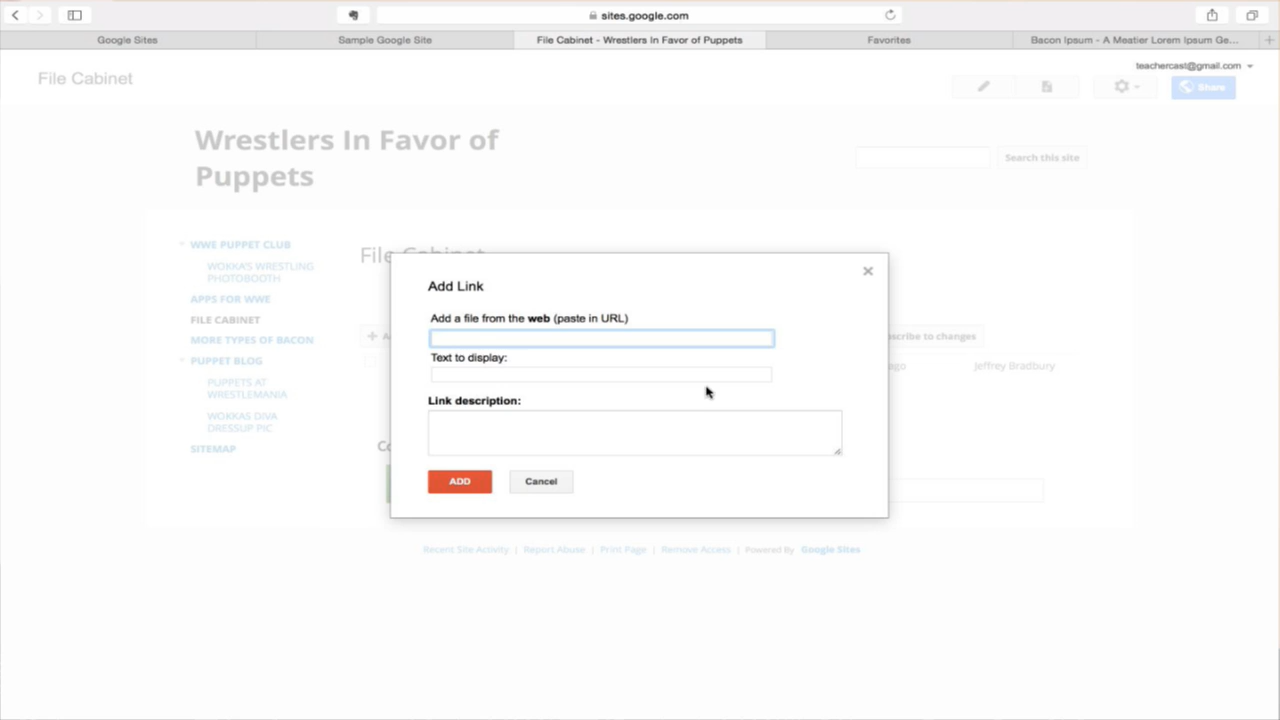 sites.google.com
Google Sites
Sample Google Site
File Cabinet - Wrestlers In Favor of Puppets
Favorites
Bacon Ipsum - A Meatier Lorem Ipsum Ge...
teachercast@gmail.com
File Cabinet
Share
Wrestlers In Favor of
Puppets
Search this site
WWE PUPPET CLUB
WOKKA'S WRESTLING
PHOTOBOOTH
APPS FOR WWE
FILE CABINET
MORE TYPES OF BACON
PUPPET BLOG
PUPPETS AT
WRESTLEMANIA
WOKKAS DIVA
DRESSUP PIC
SITEMAP
File Cabinet
scribe to changes
ago
Jeffrey Bradbury
Add Link
Add a file from the web (paste in URL)
Text to display:
Link description:
ADD
Cancel
Recent Site Activity | Report Abuse | Print Page | Remove Access | Powered By Google Sites